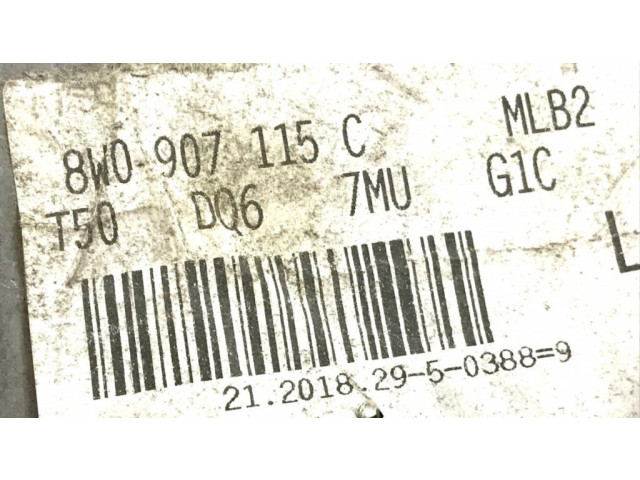 8W0 907 115 C MLB2
T50 DQ6 7MU G1C
L
21.2018.29-5-0388=9